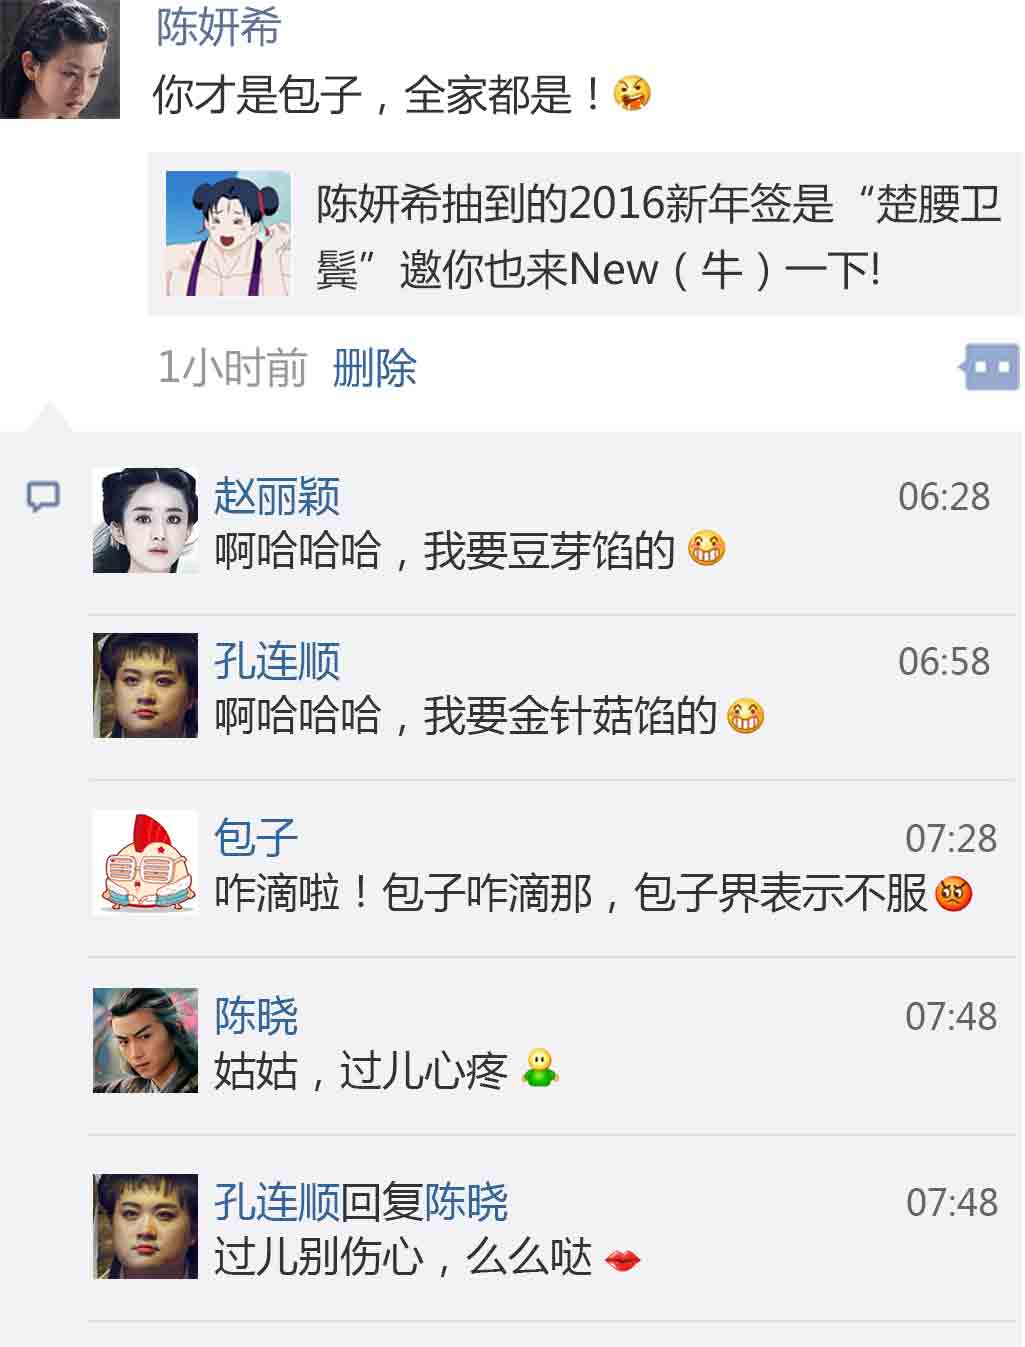 陈妍希
你才是包子，全家都是！
陈妍希抽到的2016新年签是“楚腰卫
鬓”邀你也来New（牛）一下!
1小时前 删除
赵丽颖 06:28
啊哈哈哈，我要豆芽馅的
孔连顺 06:58
啊哈哈哈，我要金针菇馅的
包子 07:28
咋滴啦！包子咋滴那，包子界表示不服
陈晓 07:48
姑姑，过儿心疼
孔连顺回复陈晓 07:48
过儿别伤心，么么哒